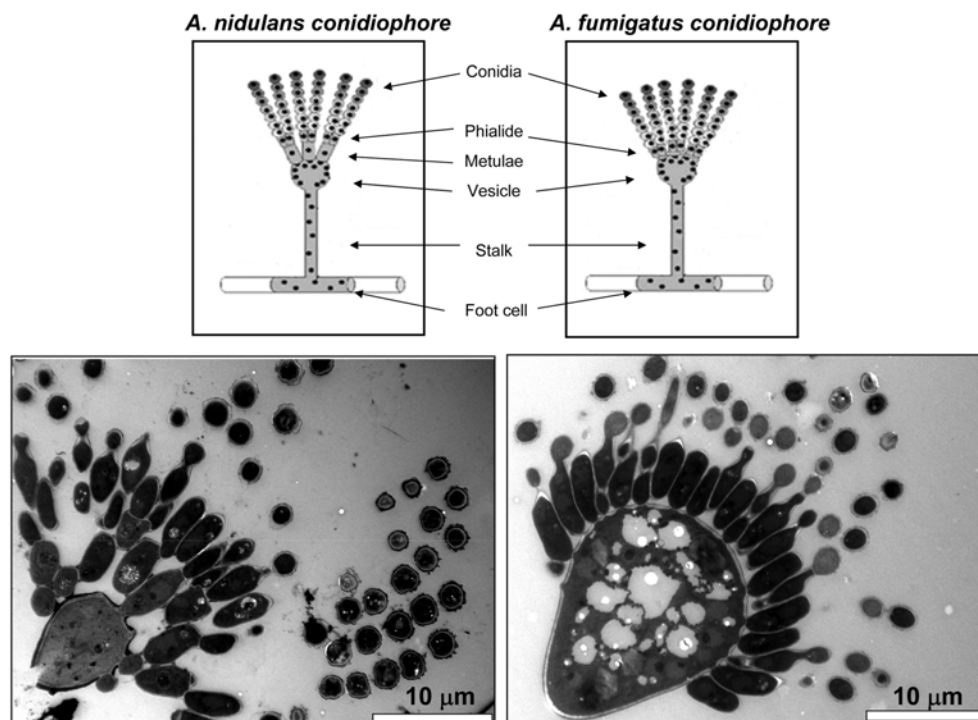 A. nidulans conidiophore
A. fumigatus conidiophore
Conidia
Phialide
Metulae
Vesicle
Stalk
Foot cell
10 μm
10 μm